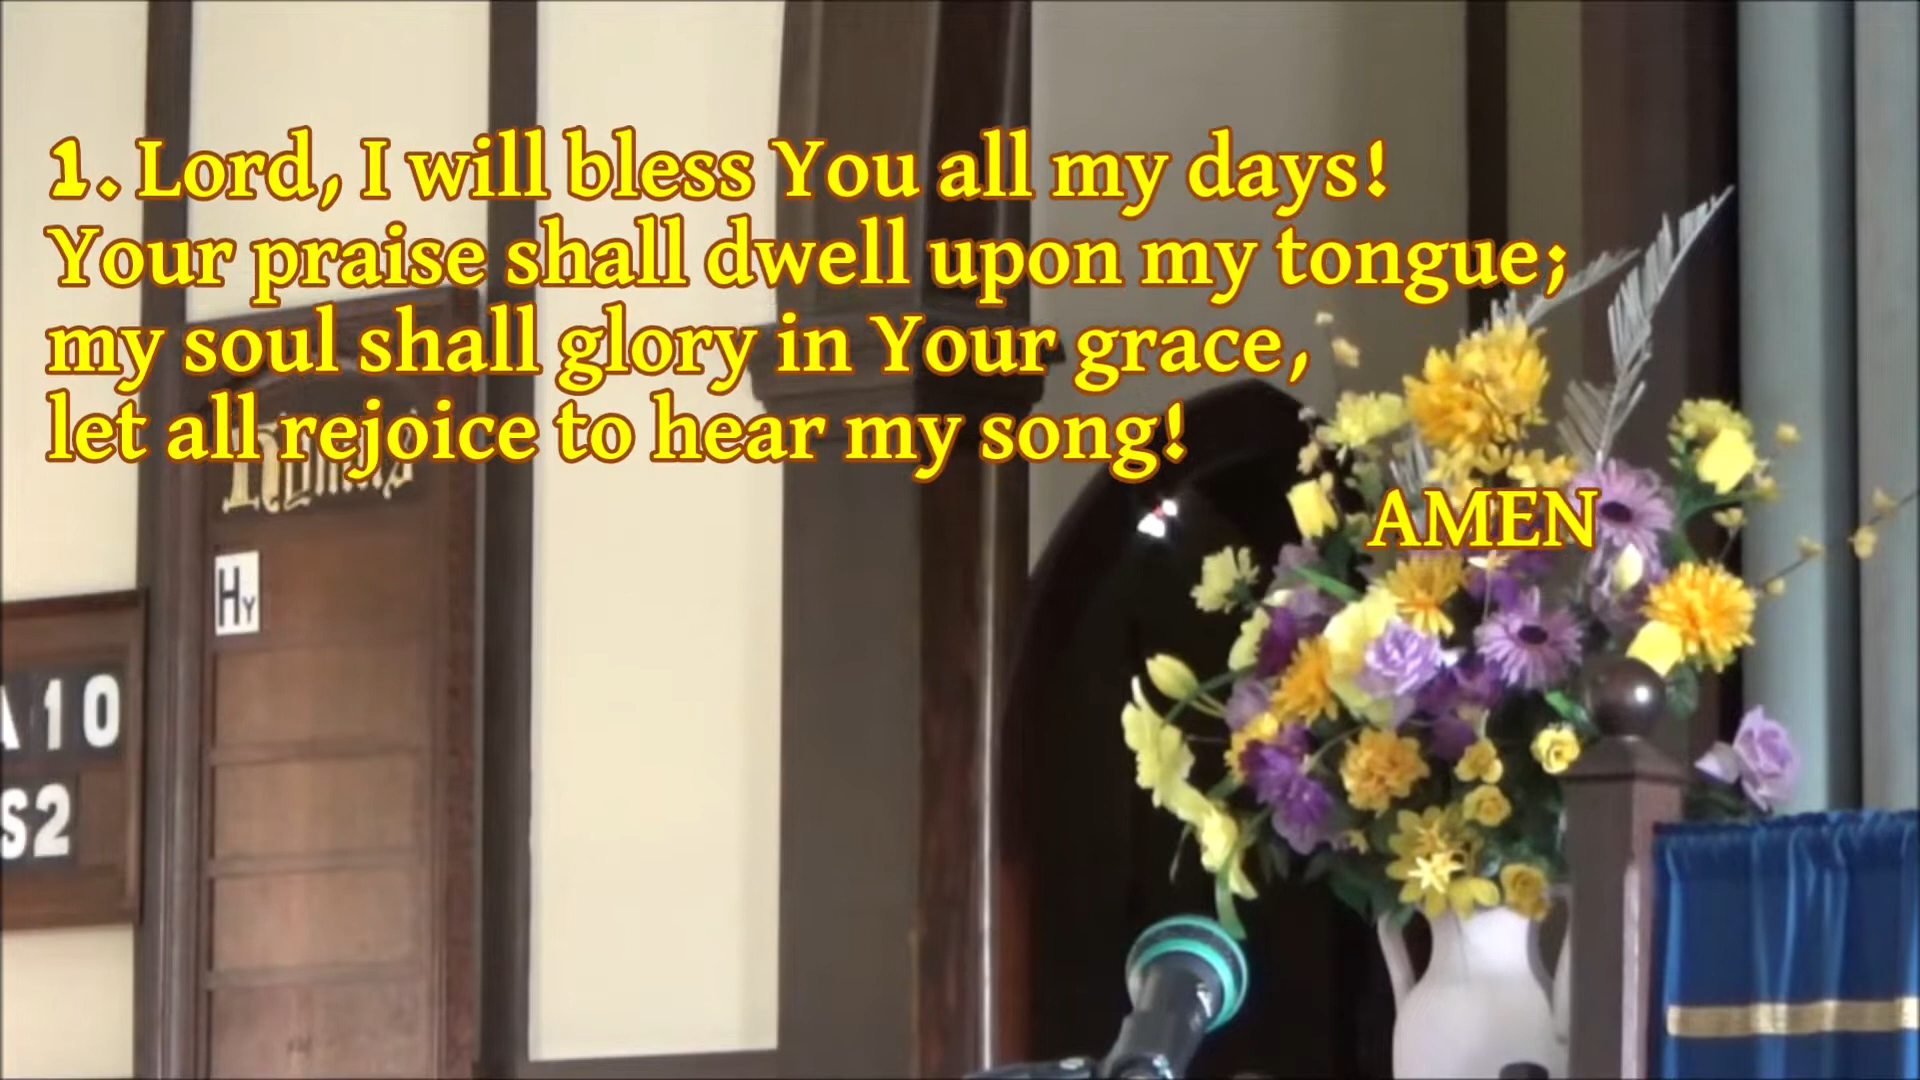 1. Lord, I will bless You all my days!
Your praise shall dwell upon my tongue;
my soul shall glory in Your grace,
let all rejoice to hear my song!
AMEN
Hymns
Hy
A 10
S2